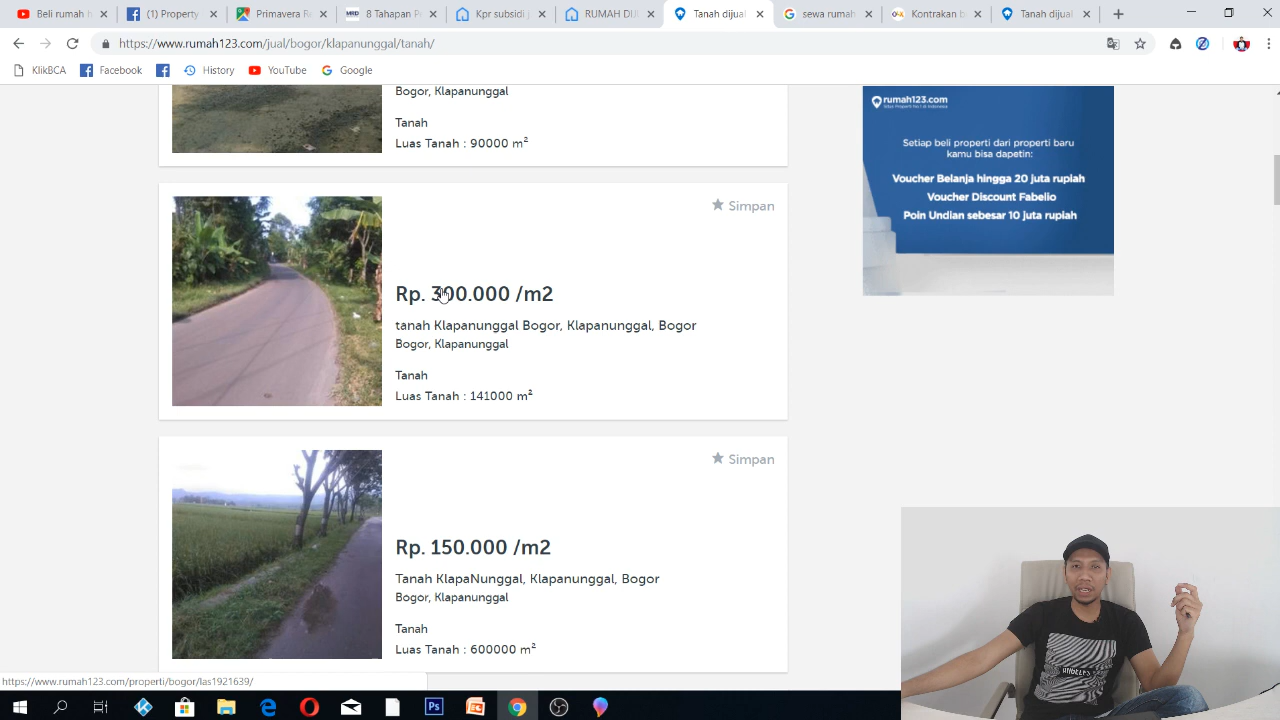 Beli rumah b
(1) Property
Primavera Re
MRD 8 Tahapan P
Kpr subsidi j
RUMAH DIJU
Tanah dijual
sewa rumah
Kontrakan b
Tanah dijual
https://www.rumah123.com/jual/bogor/klapanunggal/tanah/
KlikBCA
Facebook
History
YouTube
Google
Bogor, Klapanunggal
Tanah
Luas Tanah : 90000 m²
Simpan
Rp. 300.000 /m2
tanah Klapanunggal Bogor, Klapanunggal, Bogor
Bogor, Klapanunggal
Tanah
Luas Tanah : 141000 m²
Simpan
Rp. 150.000 /m2
Tanah KlapaNunggal, Klapanunggal, Bogor
Bogor, Klapanunggal
Tanah
Luas Tanah : 600000 m²
rumah123.com
Setiap beli properti dari properti baru
kamu bisa dapetin:
Voucher Belanja hingga 20 juta rupiah
Voucher Discount Fabelio
Poin Undian sebesar 10 juta rupiah
https://www.rumah123.com/properti/bogor/las1921639/
Ps